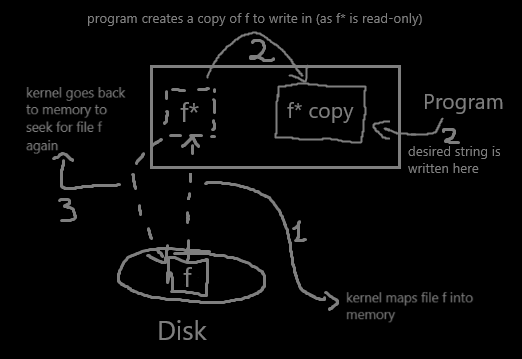 program creates a copy of f to write in (as f* is read-only)
2
kernel goes back
to memory to
seek for file f
again
f*
f* copy
Program
2
desired string is
written here
3
1
f
kernel maps file f into
memory
Disk